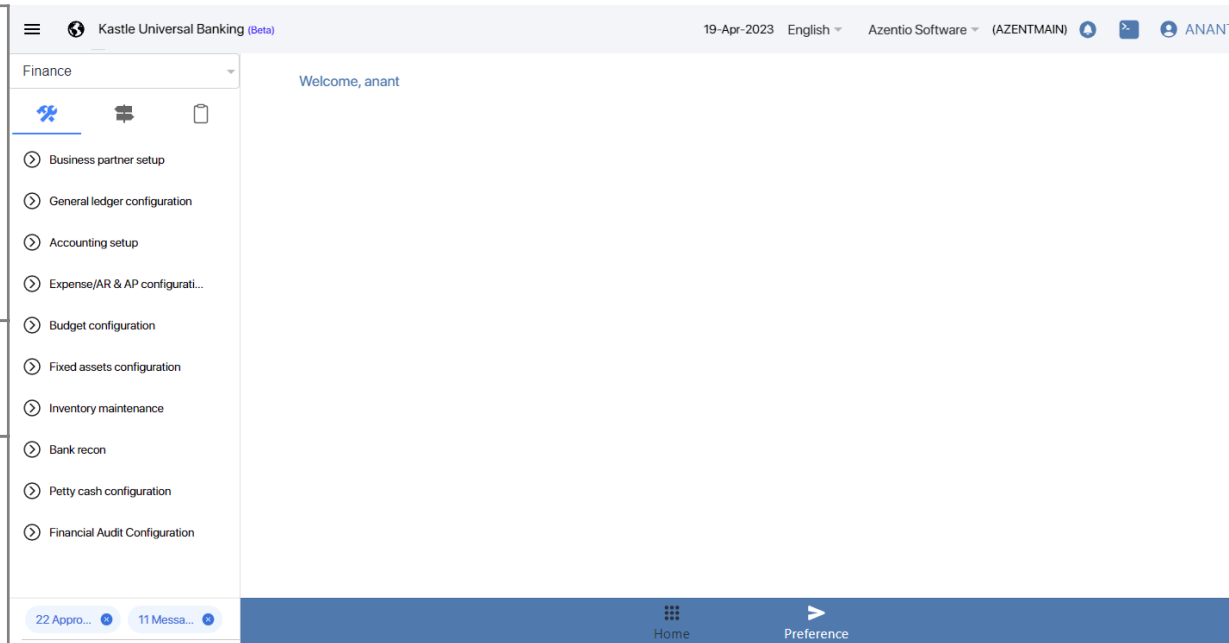 Kastle Universal Banking (Beta)
19-Apr-2023 English Azentio Software (AZENTMAIN) ANANT
Finance
Welcome, anant
Business partner setup
General ledger configuration
Accounting setup
Expense/AR & AP configurati...
Budget configuration
Fixed assets configuration
Inventory maintenance
Bank recon
Petty cash configuration
Financial Audit Configuration
22 Appro... 11 Messa...
Home Preference